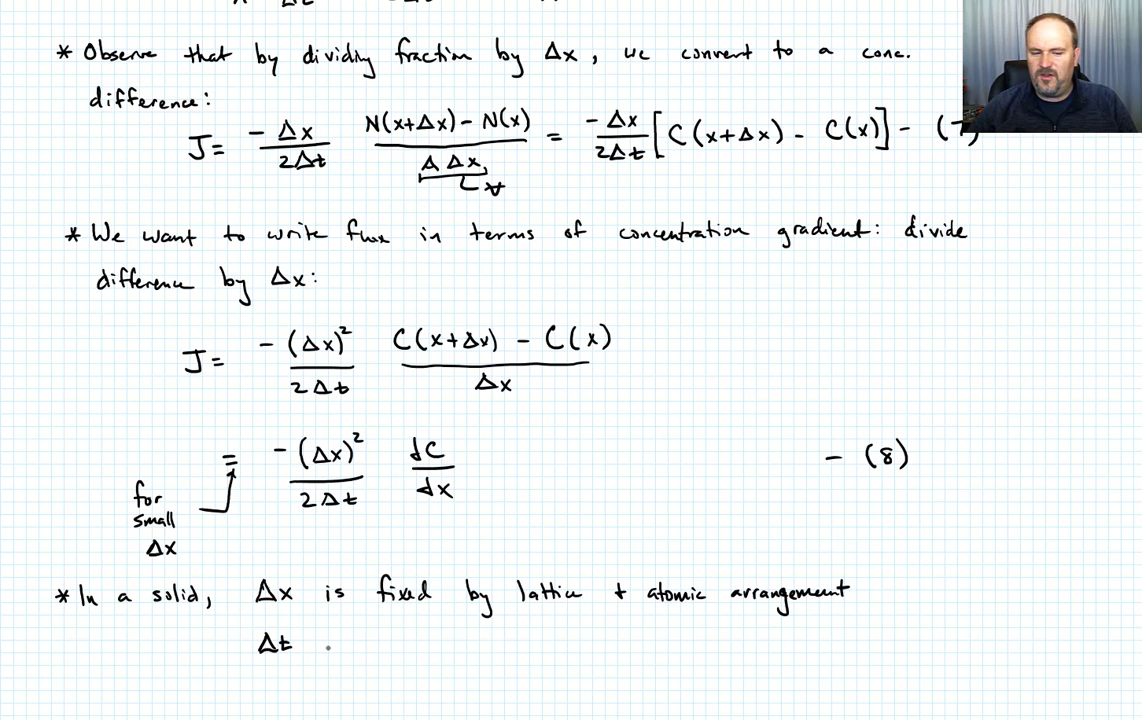 * Observe that by dividing fraction by Δx, we convert to a conc.
difference:
J = -Δx/2Δt N(x+Δx) - N(x)/A Δx = -Δx/2Δt [C(x+Δx) - C(x)] - (7)
∀
* We want to write flux in terms of concentration gradient: divide
difference by Δx:
J = -(Δx)²/2Δt C(x+Δx) - C(x)/Δx
= -(Δx)²/2Δt dC/dx - (8)
for
small
Δx
* In a solid, Δx is fixed by lattice + atomic arrangement
Δt